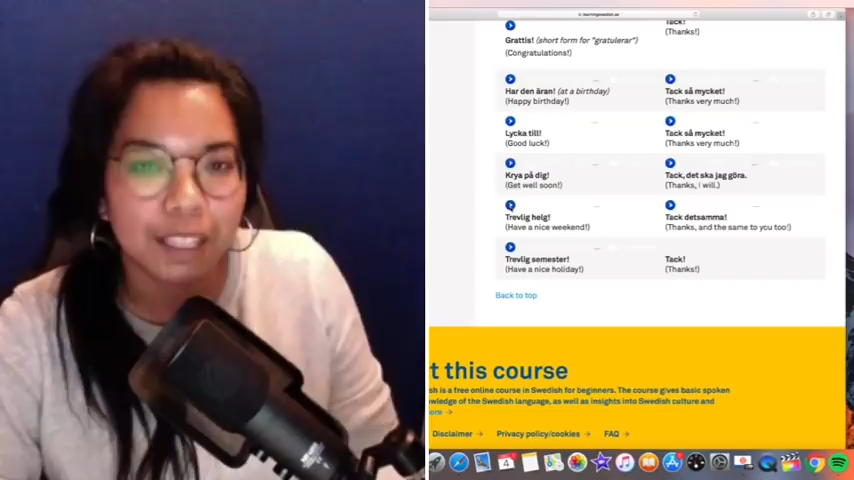 learningswedish.se
Tack!
(Thanks!)
Grattis! (short form for "gratulerar")
(Congratulations!)
Har den äran! (at a birthday)
(Happy birthday!)
Tack så mycket!
(Thanks very much!)
Lycka till!
(Good luck!)
Tack så mycket!
(Thanks very much!)
Krya på dig!
(Get well soon!)
Tack, det ska jag göra.
(Thanks, I will.)
Trevlig helg!
(Have a nice weekend!)
Tack detsamma!
(Thanks, and the same to you too!)
Trevlig semester!
(Have a nice holiday!)
Tack!
(Thanks!)
Back to top
t this course
sh is a free online course in Swedish for beginners. The course gives basic spoken
wledge of the Swedish language, as well as insights into Swedish culture and
ore →
Disclaimer → Privacy policy/cookies → FAQ →
4